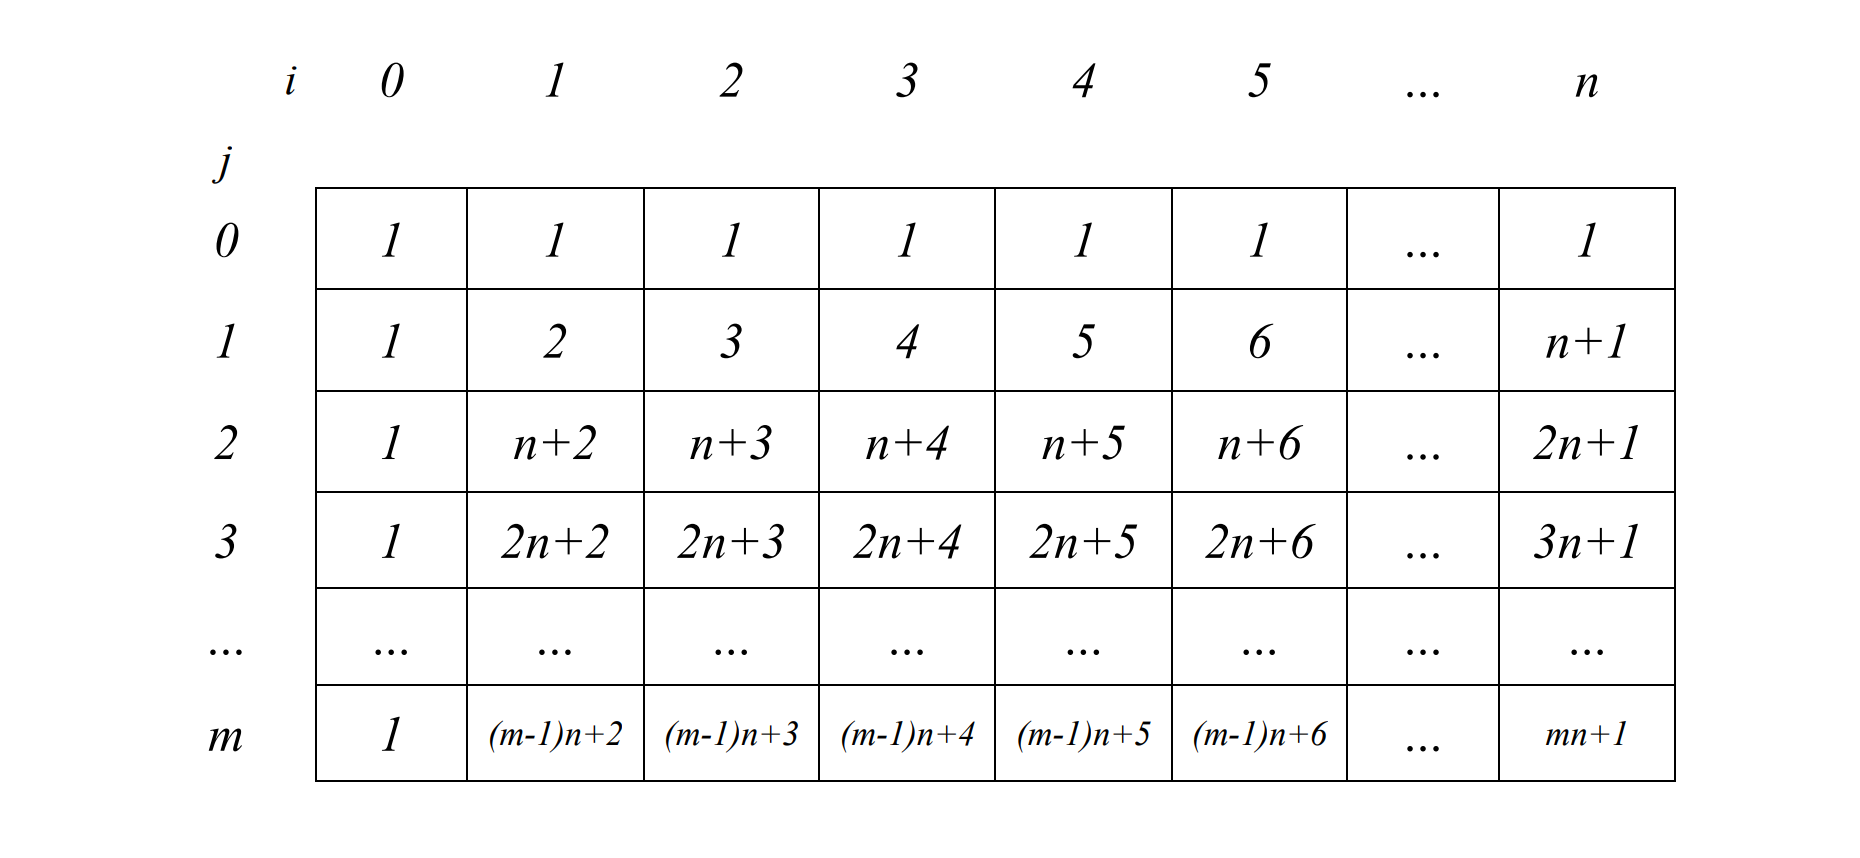 i 0 1 2 3 4 5 ... n
j
0 1 1 1 1 1 1 ... 1
1 1 2 3 4 5 6 ... n+1
2 1 n+2 n+3 n+4 n+5 n+6 ... 2n+1
3 1 2n+2 2n+3 2n+4 2n+5 2n+6 ... 3n+1
... ... ... ... ... ... ... ... ...
m 1 (m-1)n+2 (m-1)n+3 (m-1)n+4 (m-1)n+5 (m-1)n+6 ... mn+1